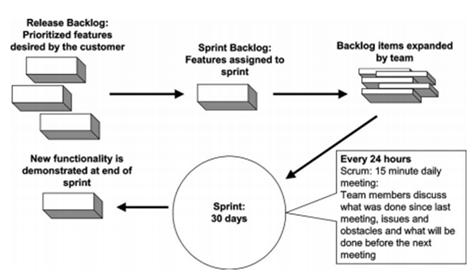 Release Backlog:
Prioritized features
desired by the customer
Sprint Backlog:
Features assigned to
sprint
Backlog items expanded
by team
New functionality is
demonstrated at end of
sprint
Sprint:
30 days
Every 24 hours
Scrum: 15 minute daily
meeting:
Team members discuss
what was done since last
meeting, issues and
obstacles and what will be
done before the next
meeting